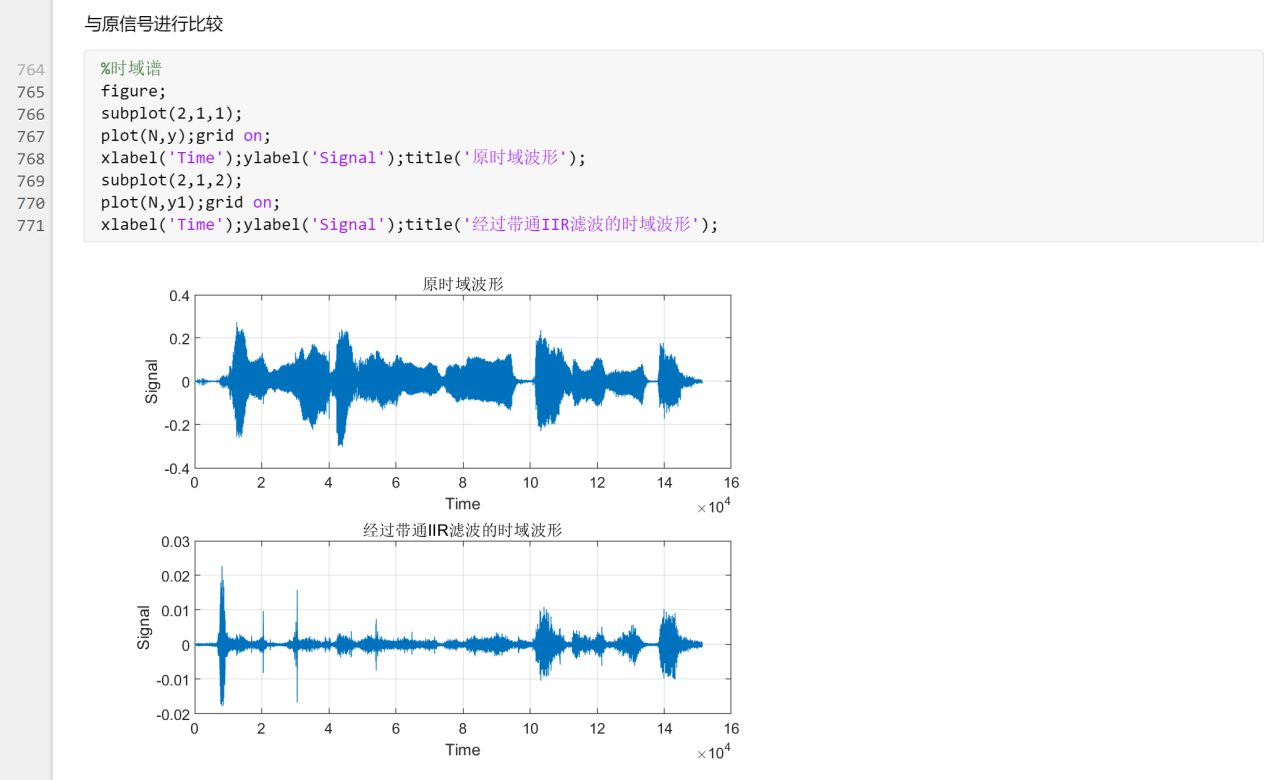 与原信号进行比较
764 %时域谱
765 figure;
766 subplot(2,1,1);
767 plot(N,y);grid on;
768 xlabel('Time');ylabel('Signal');title('原时域波形');
769 subplot(2,1,2);
770 plot(N,y1);grid on;
771 xlabel('Time');ylabel('Signal');title('经过带通IIR滤波的时域波形');
原时域波形
0.4
0.2
0
-0.2
-0.4
Signal
0 2 4 6 8 10 12 14 16
Time
×10⁴
经过带通IIR滤波的时域波形
0.03
0.02
0.01
0
-0.01
-0.02
Signal
0 2 4 6 8 10 12 14 16
Time
×10⁴